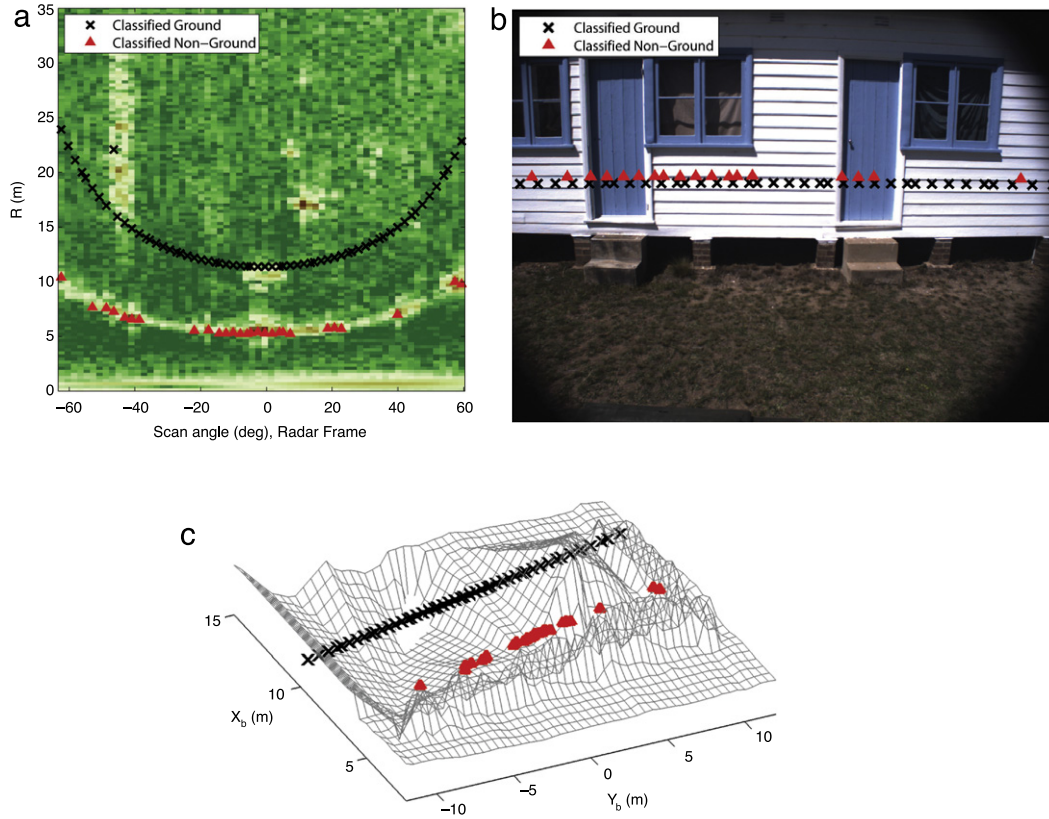 a
Classified Ground
Classified Non-Ground
35
30
25
20
15
10
5
0
R (m)
−60 −40 −20 0 20 40 60
Scan angle (deg), Radar Frame
b
Classified Ground
Classified Non-Ground
c
15
10
5
X_b (m)
−10 −5 0 5 10
Y_b (m)